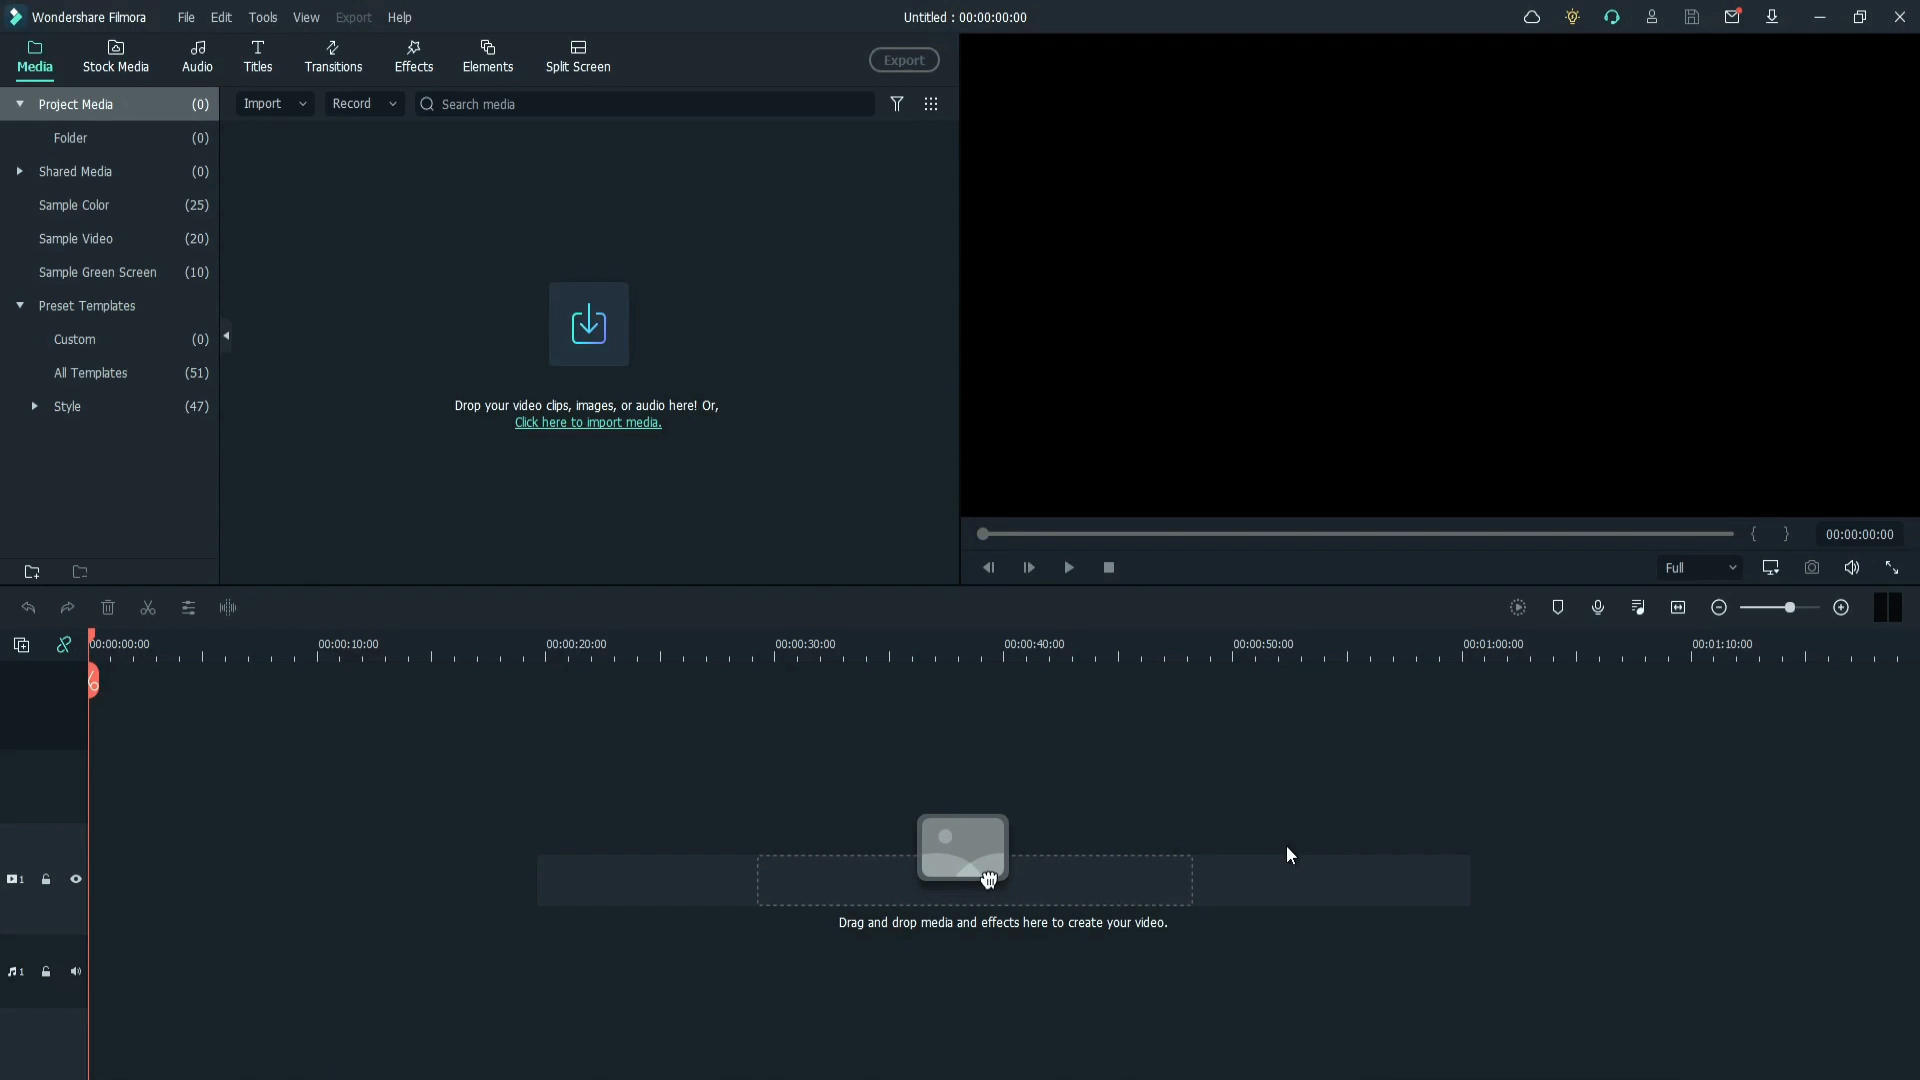 Wondershare Filmora File Edit Tools View Export Help Untitled : 00:00:00:00
Media Stock Media Audio Titles Transitions Effects Elements Split Screen Export
Project Media (0) Import Record Search media
Folder (0)
Shared Media (0)
Sample Color (25)
Sample Video (20)
Sample Green Screen (10)
Preset Templates
Custom (0)
All Templates (51)
Style (47)
Drop your video clips, images, or audio here! Or,
Click here to import media.
{ } 00:00:00:00
Full
00:00:00:00 00:00:10:00 00:00:20:00 00:00:30:00 00:00:40:00 00:00:50:00 00:01:00:00 00:01:10:00
1
Drag and drop media and effects here to create your video.
1